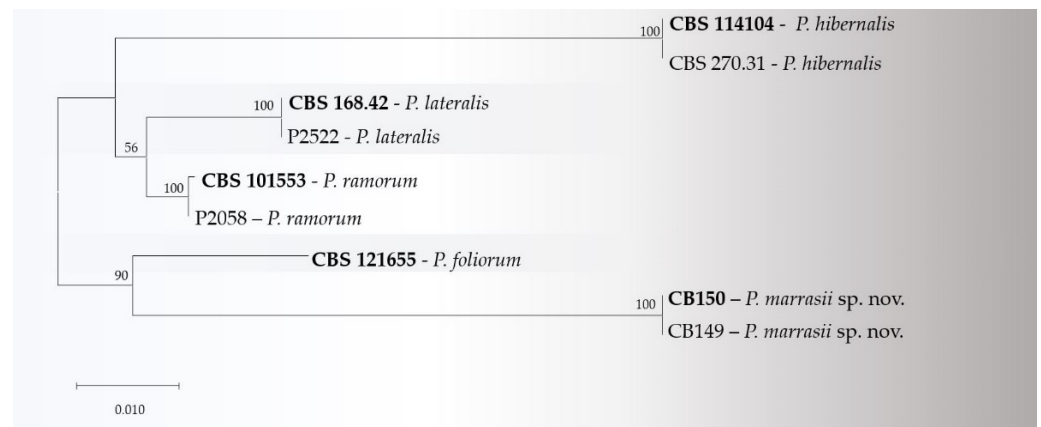 100
CBS 114104 - P. hibernalis
CBS 270.31 - P. hibernalis
100
CBS 168.42 - P. lateralis
P2522 - P. lateralis
56
100
CBS 101553 - P. ramorum
P2058 – P. ramorum
CBS 121655 - P. foliorum
90
100
CB150 – P. marrasii sp. nov.
CB149 – P. marrasii sp. nov.
0.010